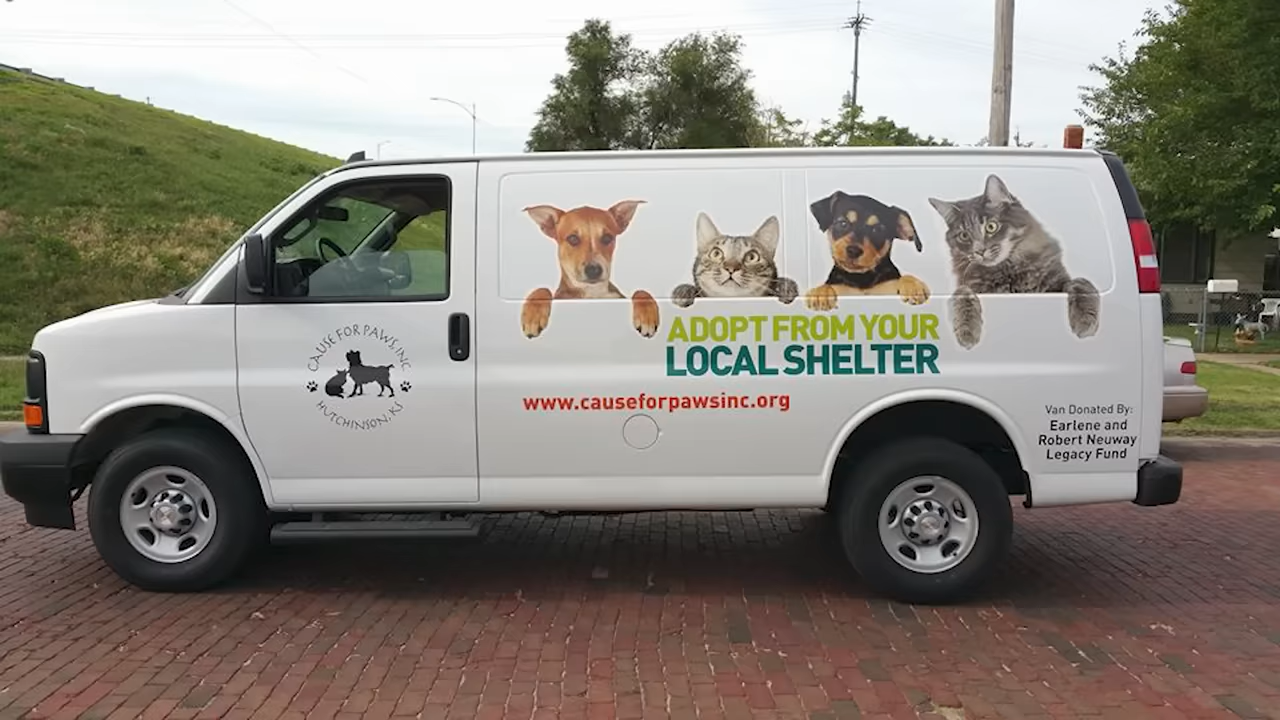 CAUSE FOR PAWS, INC
HUTCHINSON, KS
ADOPT FROM YOUR
LOCAL SHELTER
www.causeforpawsinc.org
Van Donated By:
Earlene and
Robert Neuway
Legacy Fund